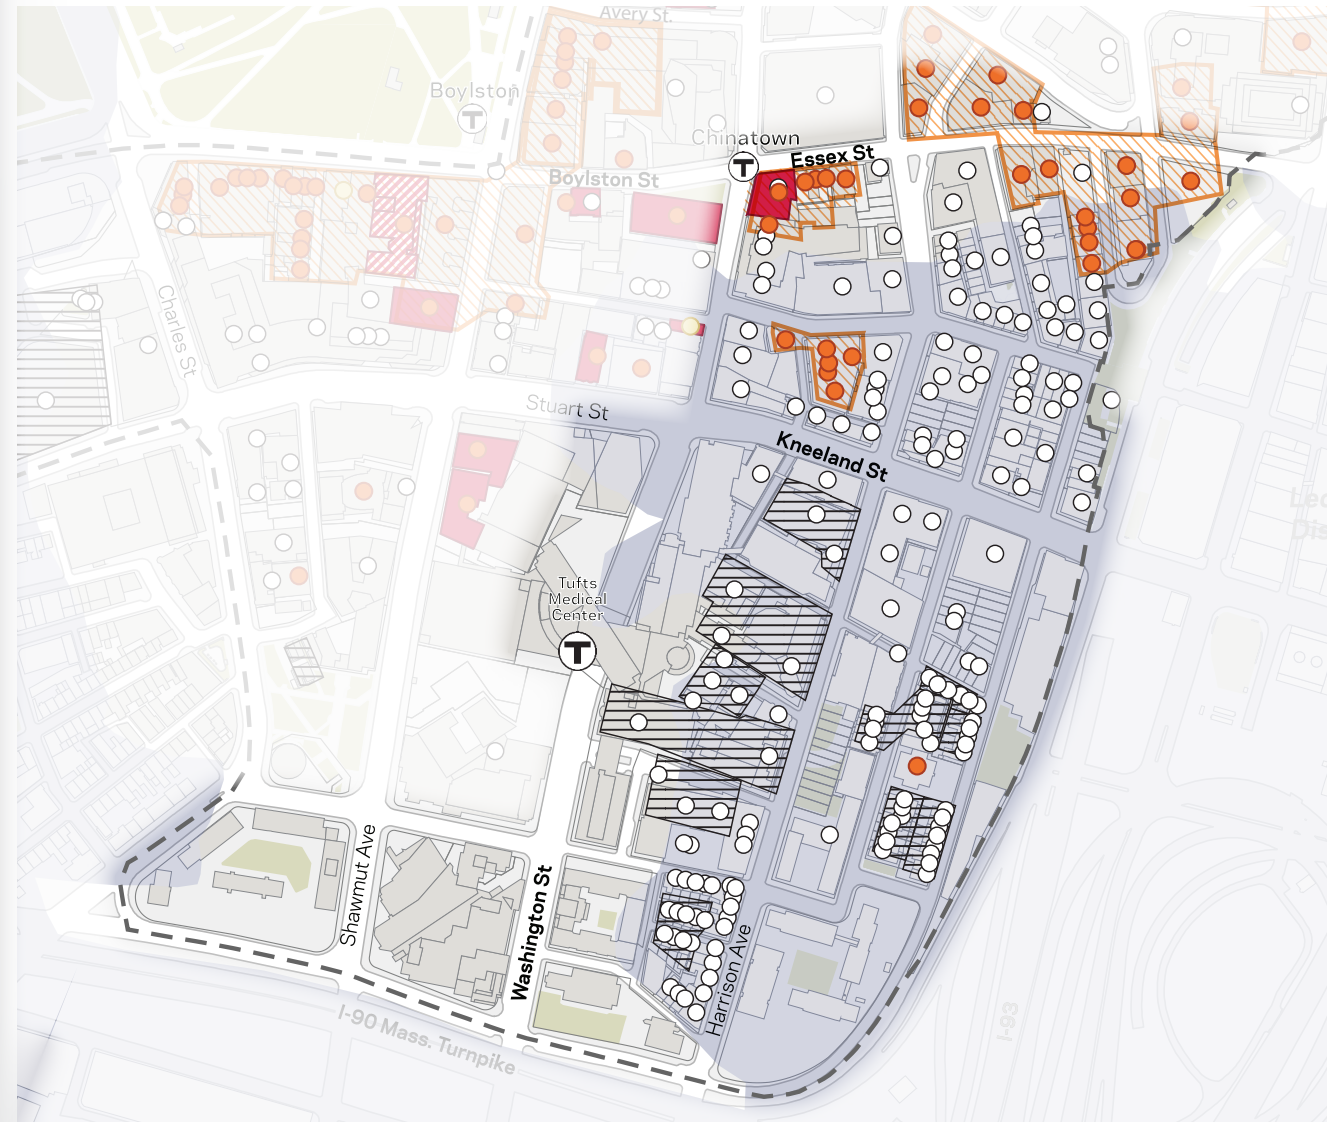 Avery St.
Boylston
T
Chinatown
T
Essex St
Boylston St
Charles St
Stuart St
Kneeland St
Tufts
Medical
Center
T
Shawmut Ave
Washington St
Harrison Ave
I-90 Mass. Turnpike
I-93